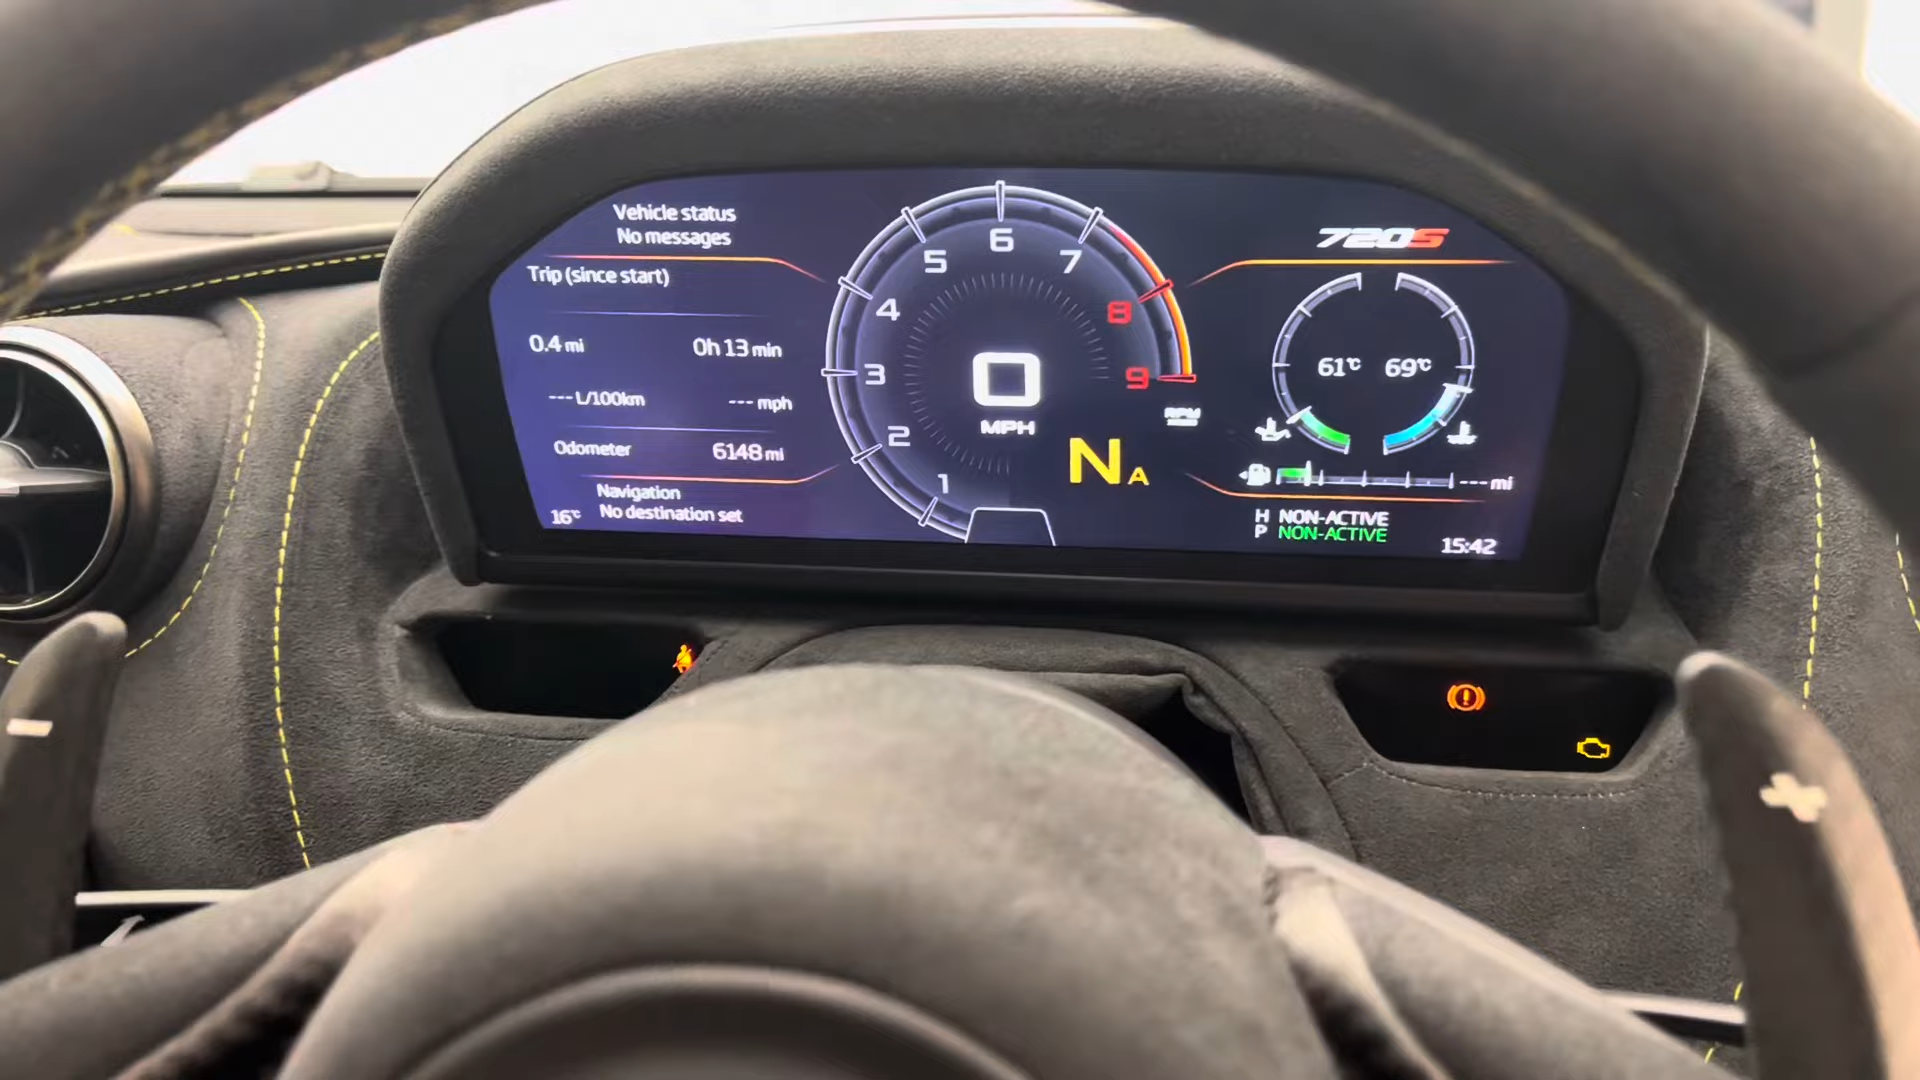 Vehicle status
No messages
Trip (since start)
0.4 mi 0h 13 min
--- L/100km --- mph
Odometer 6148 mi
Navigation
No destination set
16°C
1
2
3
4
5
6
7
8
9
0
MPH
RPM
N A
720S
61°C 69°C
--- mi
H NON-ACTIVE
P NON-ACTIVE
15:42